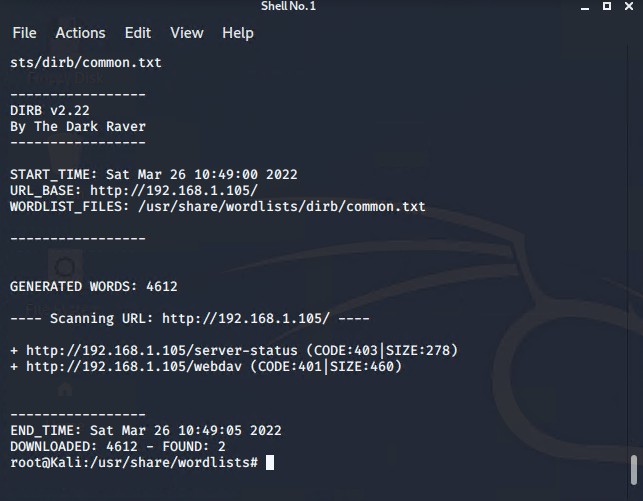 Shell No. 1
File Actions Edit View Help
sts/dirb/common.txt
-----------------
DIRB v2.22
By The Dark Raver
-----------------
START_TIME: Sat Mar 26 10:49:00 2022
URL_BASE: http://192.168.1.105/
WORDLIST_FILES: /usr/share/wordlists/dirb/common.txt
-----------------
GENERATED WORDS: 4612
---- Scanning URL: http://192.168.1.105/ ----
+ http://192.168.1.105/server-status (CODE:403|SIZE:278)
+ http://192.168.1.105/webdav (CODE:401|SIZE:460)
-----------------
END_TIME: Sat Mar 26 10:49:05 2022
DOWNLOADED: 4612 - FOUND: 2
root@Kali:/usr/share/wordlists#